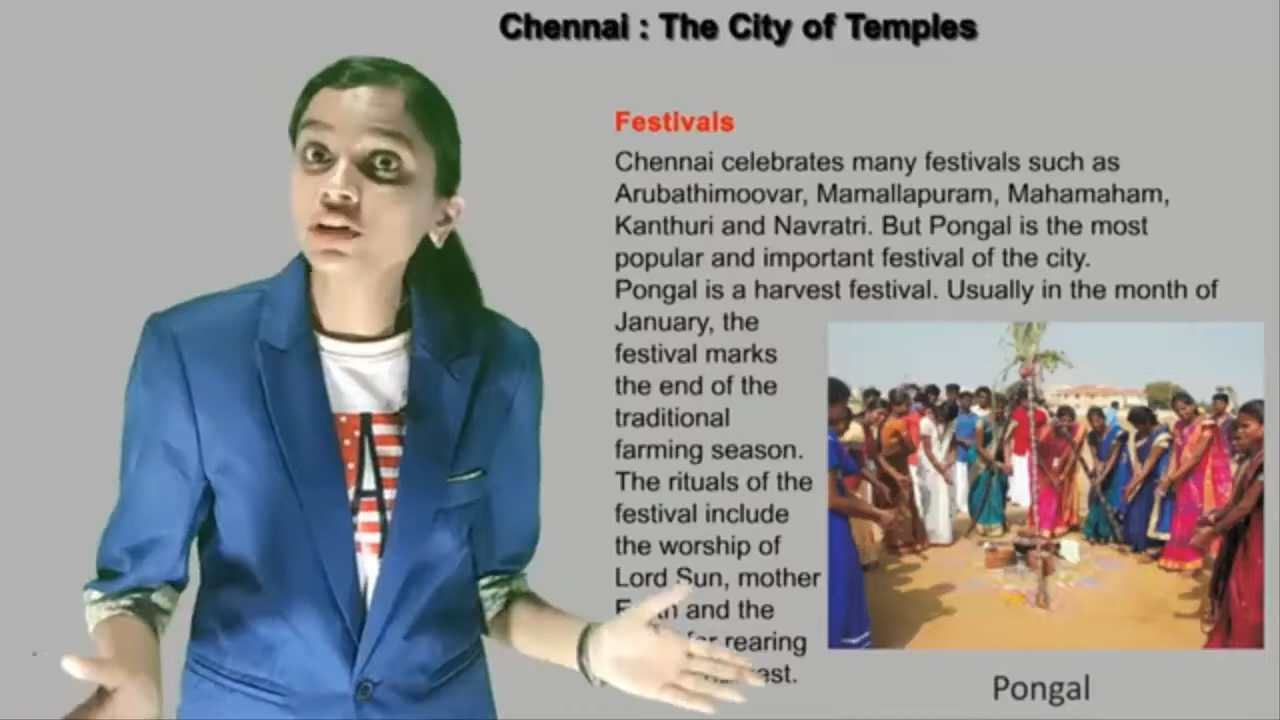 Chennai : The City of Temples
Festivals
Chennai celebrates many festivals such as
Arubathimoovar, Mamallapuram, Mahamaham,
Kanthuri and Navratri. But Pongal is the most
popular and important festival of the city.
Pongal is a harvest festival. Usually in the month of
January, the
festival marks
the end of the
traditional
farming season.
The rituals of the
festival include
the worship of
Lord Sun, mother
and the
rearing
A
Pongal